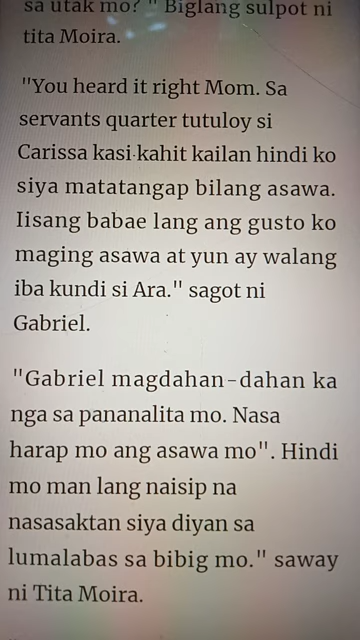 sa utak mo? " Biglang sulpot ni
tita Moira.
"You heard it right Mom. Sa
servants quarter tutuloy si
Carissa kasi kahit kailan hindi ko
siya matatangap bilang asawa.
Iisang babae lang ang gusto ko
maging asawa at yun ay walang
iba kundi si Ara." sagot ni
Gabriel.
"Gabriel magdahan-dahan ka
nga sa pananalita mo. Nasa
harap mo ang asawa mo". Hindi
mo man lang naisip na
nasasaktan siya diyan sa
lumalabas sa bibig mo." saway
ni Tita Moira.